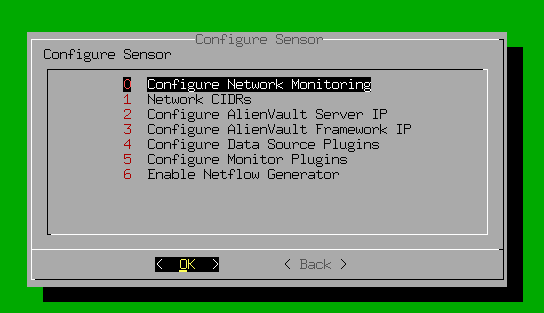 Configure Sensor
Configure Sensor
0 Configure Network Monitoring
1 Network CIDRs
2 Configure AlienVault Server IP
3 Configure AlienVault Framework IP
4 Configure Data Source Plugins
5 Configure Monitor Plugins
6 Enable Netflow Generator
< OK > < Back >